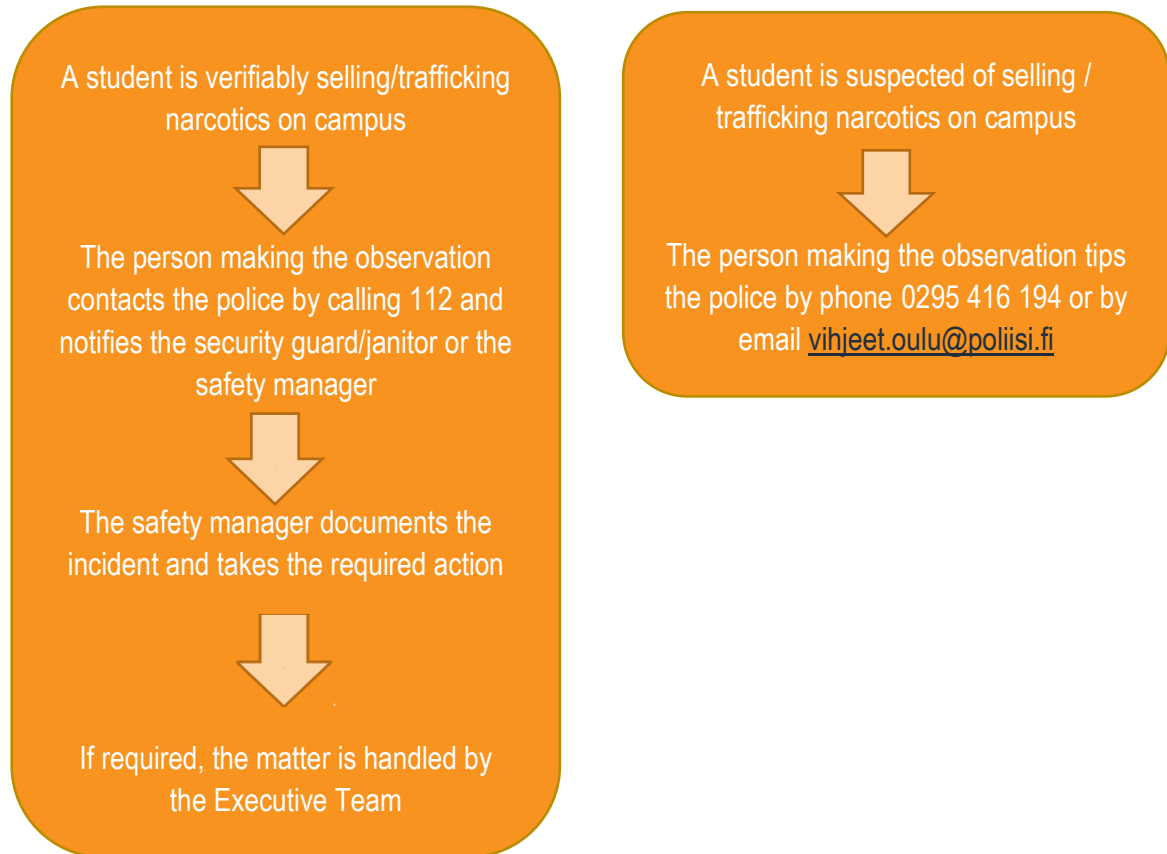 A student is verifiably selling/trafficking
narcotics on campus
The person making the observation
contacts the police by calling 112 and
notifies the security guard/janitor or the
safety manager
The safety manager documents the
incident and takes the required action
If required, the matter is handled by
the Executive Team
A student is suspected of selling /
trafficking narcotics on campus
The person making the observation tips
the police by phone 0295 416 194 or by
email vihjeet.oulu@poliisi.fi